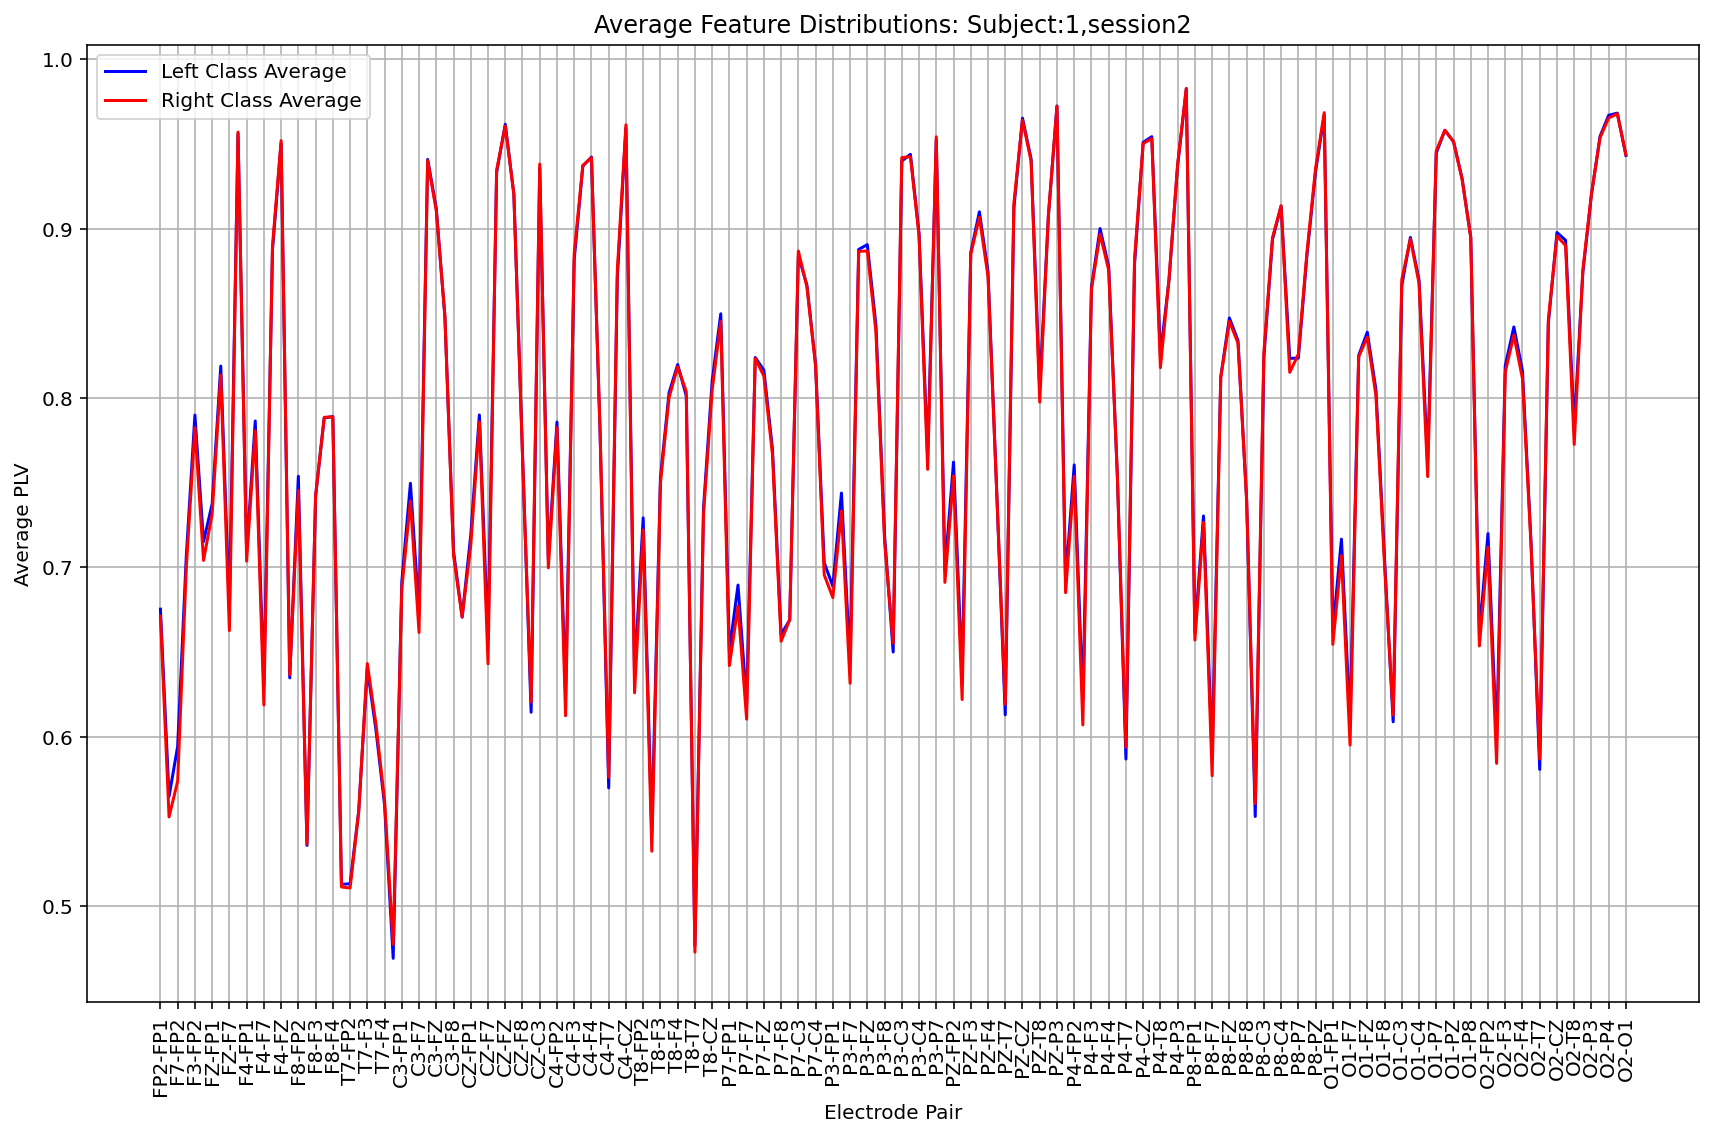 Average Feature Distributions: Subject:1,session2
Left Class Average
Right Class Average
Average PLV
1.0
0.9
0.8
0.7
0.6
0.5
FP2-FP1
F7-FP2
F3-FP2
FZ-FP1
FZ-F7
F4-FP1
F4-F7
F4-FZ
F8-FP2
F8-F3
F8-F4
T7-FP2
T7-F3
T7-F4
C3-FP1
C3-F7
C3-FZ
C3-F8
CZ-FP1
CZ-F7
CZ-FZ
CZ-F8
CZ-C3
C4-FP2
C4-F3
C4-F4
C4-T7
C4-CZ
T8-FP2
T8-F3
T8-F4
T8-T7
T8-CZ
P7-FP1
P7-F7
P7-FZ
P7-F8
P7-C3
P7-C4
P3-FP1
P3-F7
P3-FZ
P3-F8
P3-C3
P3-C4
P3-P7
PZ-FP2
PZ-F3
PZ-F4
PZ-T7
PZ-CZ
PZ-T8
PZ-P3
P4-FP2
P4-F3
P4-F4
P4-T7
P4-CZ
P4-T8
P4-P3
P8-FP1
P8-F7
P8-FZ
P8-F8
P8-C3
P8-C4
P8-P7
P8-PZ
O1-FP1
O1-F7
O1-FZ
O1-F8
O1-C3
O1-C4
O1-P7
O1-PZ
O1-P8
O2-FP2
O2-F3
O2-F4
O2-T7
O2-CZ
O2-T8
O2-P3
O2-P4
O2-O1
Electrode Pair